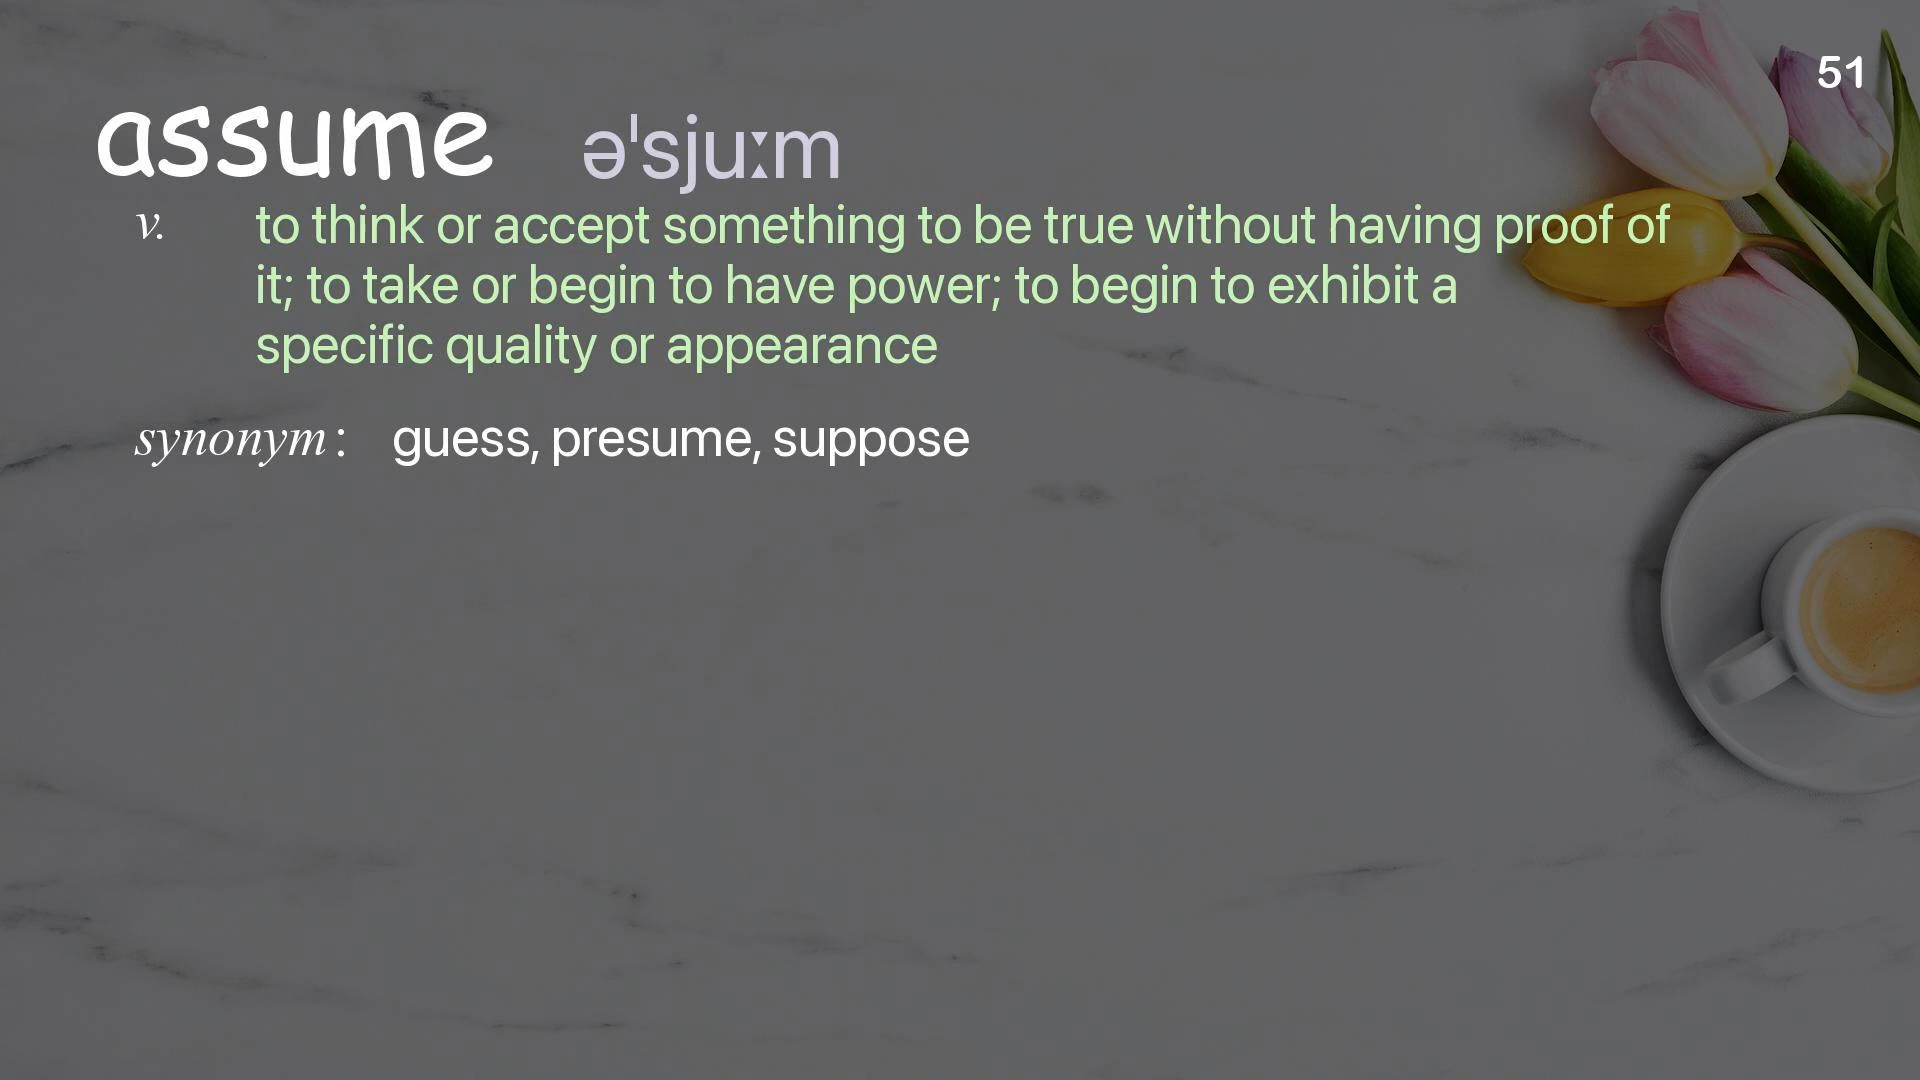 51
assume əˈsjuːm
v. to think or accept something to be true without having proof of
it; to take or begin to have power; to begin to exhibit a
specific quality or appearance
synonym : guess, presume, suppose